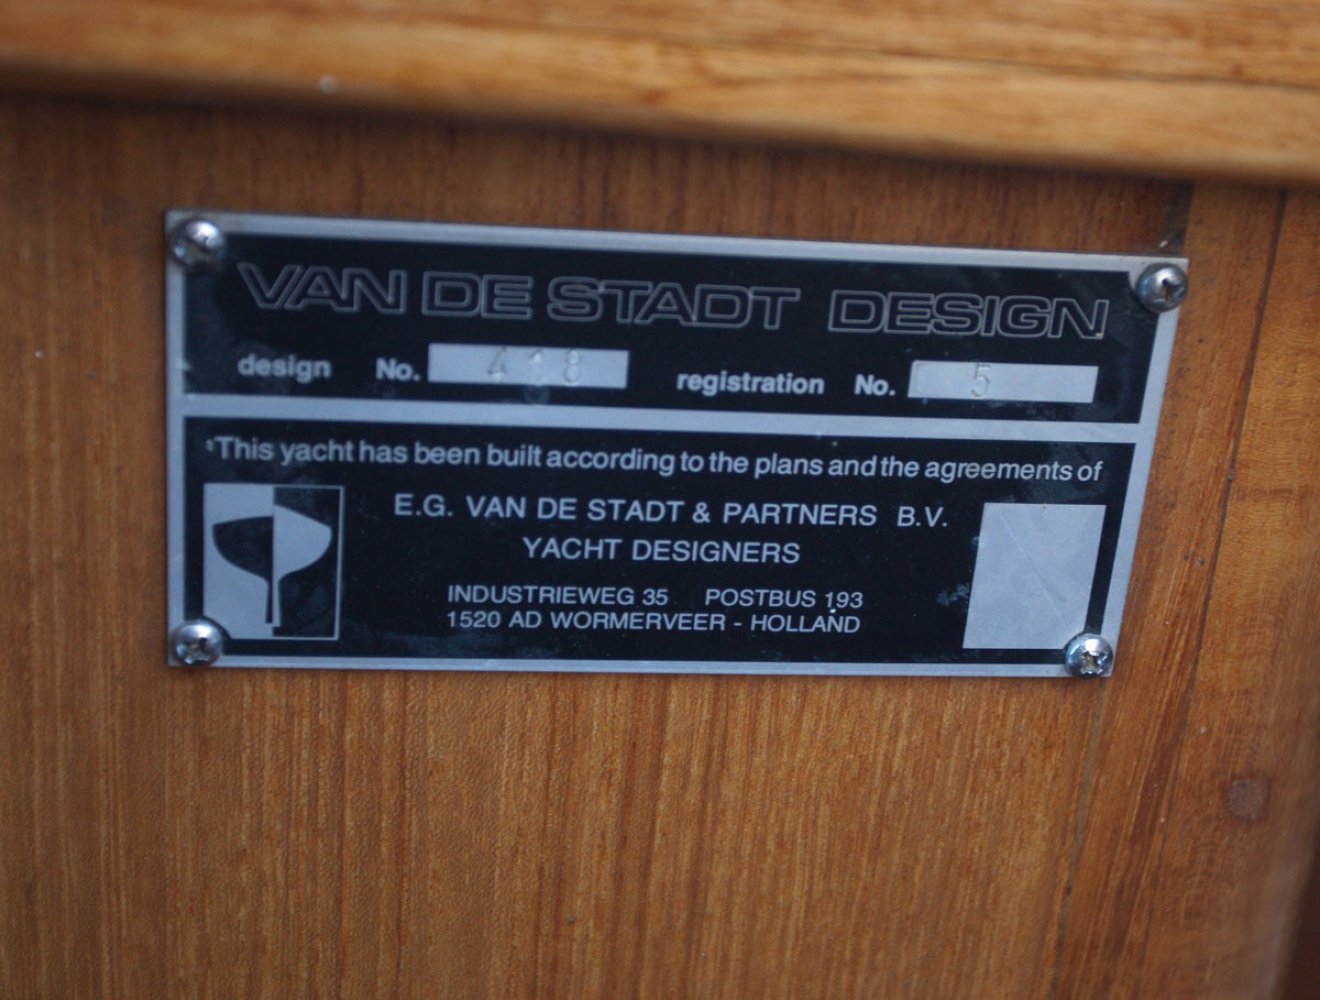 VAN DE STADT DESIGN
design No. 418 registration No. 5
"This yacht has been built according to the plans and the agreements of
E.G. VAN DE STADT & PARTNERS B.V.
YACHT DESIGNERS
INDUSTRIEWEG 35 POSTBUS 193
1520 AD WORMERVEER - HOLLAND